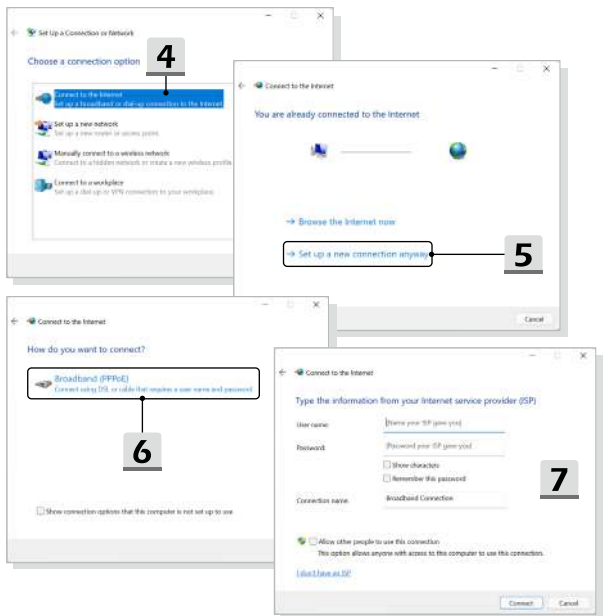 Set Up a Connection or Network
Choose a connection option
4
Connect to the Internet
Set up a broadband or dial-up connection to the Internet
Set up a new network
Set up a new router or access point.
Manually connect to a wireless network
Connect to a hidden network or create a new wireless profile
Connect to a workplace
Set up a dial-up or VPN connection to your workplace.
Connect to the Internet
You are already connected to the Internet
Browse the Internet now
Set up a new connection anyway
5
Cancel
Connect to the Internet
How do you want to connect?
Broadband (PPPoE)
Connect using DSL or cable that requires a user name and password
6
Show connection options that this computer is not set up to use
Connect to the Internet
Type the information from your Internet service provider (ISP)
User name:
[Name your ISP gave you]
Password:
[Password your ISP gave you]
Show characters
Remember this password
7
Connection name:
Broadband Connection
Allow other people to use this connection
This option allows anyone with access to this computer to use this connection.
I don't have an ISP
Connect
Cancel